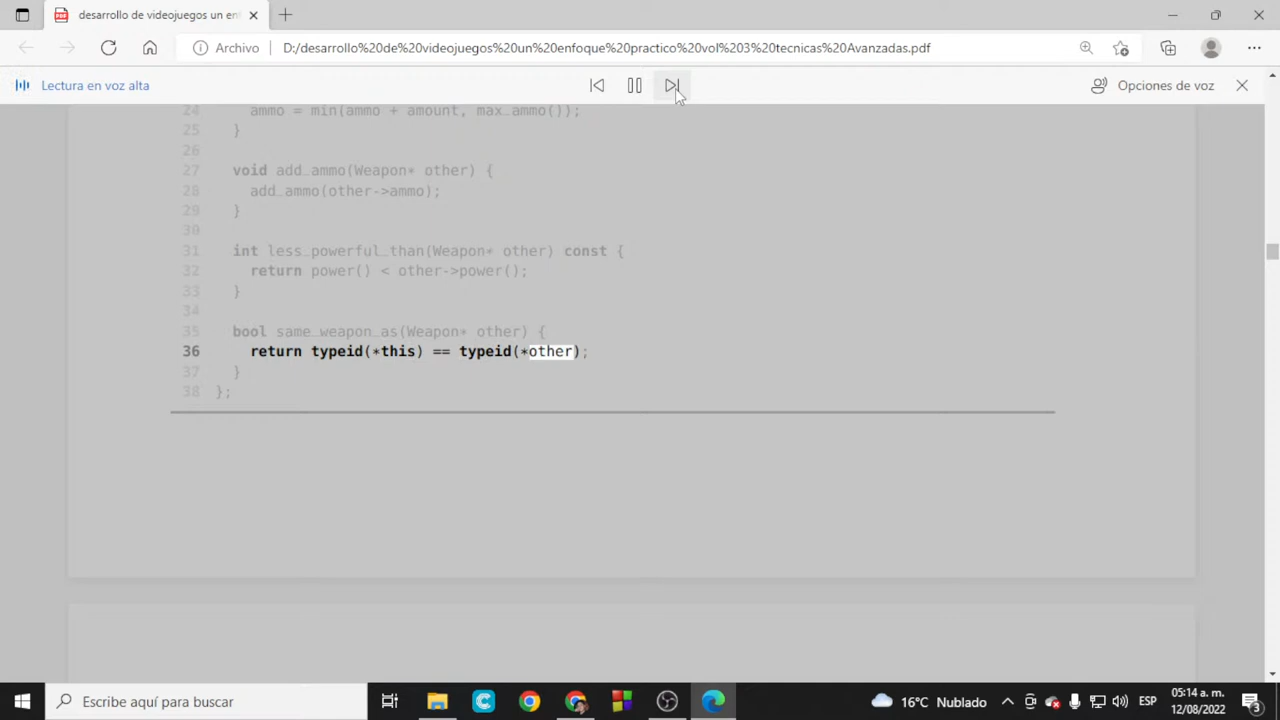 desarrollo de videojuegos un en
Archivo
D:/desarrollo%20de%20videojuegos%20un%20enfoque%20practico%20vol%203%20tecnicas%20Avanzadas.pdf
Lectura en voz alta
Opciones de voz
24 ammo = min(ammo + amount, max_ammo());
25 }
26
27 void add_ammo(Weapon* other) {
28 add_ammo(other->ammo);
29 }
30
31 int less_powerful_than(Weapon* other) const {
32 return power() < other->power();
33 }
34
35 bool same_weapon_as(Weapon* other) {
36 return typeid(*this) == typeid(*other);
37 }
38 };
Escribe aquí para buscar
16°C Nublado
ESP
05:14 a. m.
12/08/2022
3